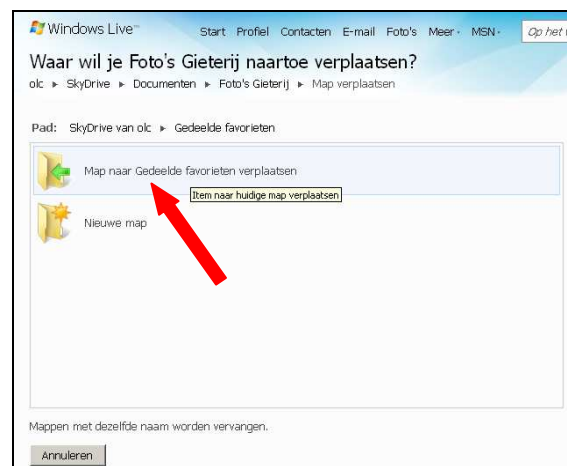 Windows Live™ Start Profiel Contacten E-mail Foto's Meer MSN Op het
Waar wil je Foto's Gieterij naartoe verplaatsen?
olc ▸ SkyDrive ▸ Documenten ▸ Foto's Gieterij ▸ Map verplaatsen
Pad: SkyDrive van olc ▸ Gedeelde favorieten
Map naar Gedeelde favorieten verplaatsen
Item naar huidige map verplaatsen
Nieuwe map
Mappen met dezelfde naam worden vervangen.
Annuleren